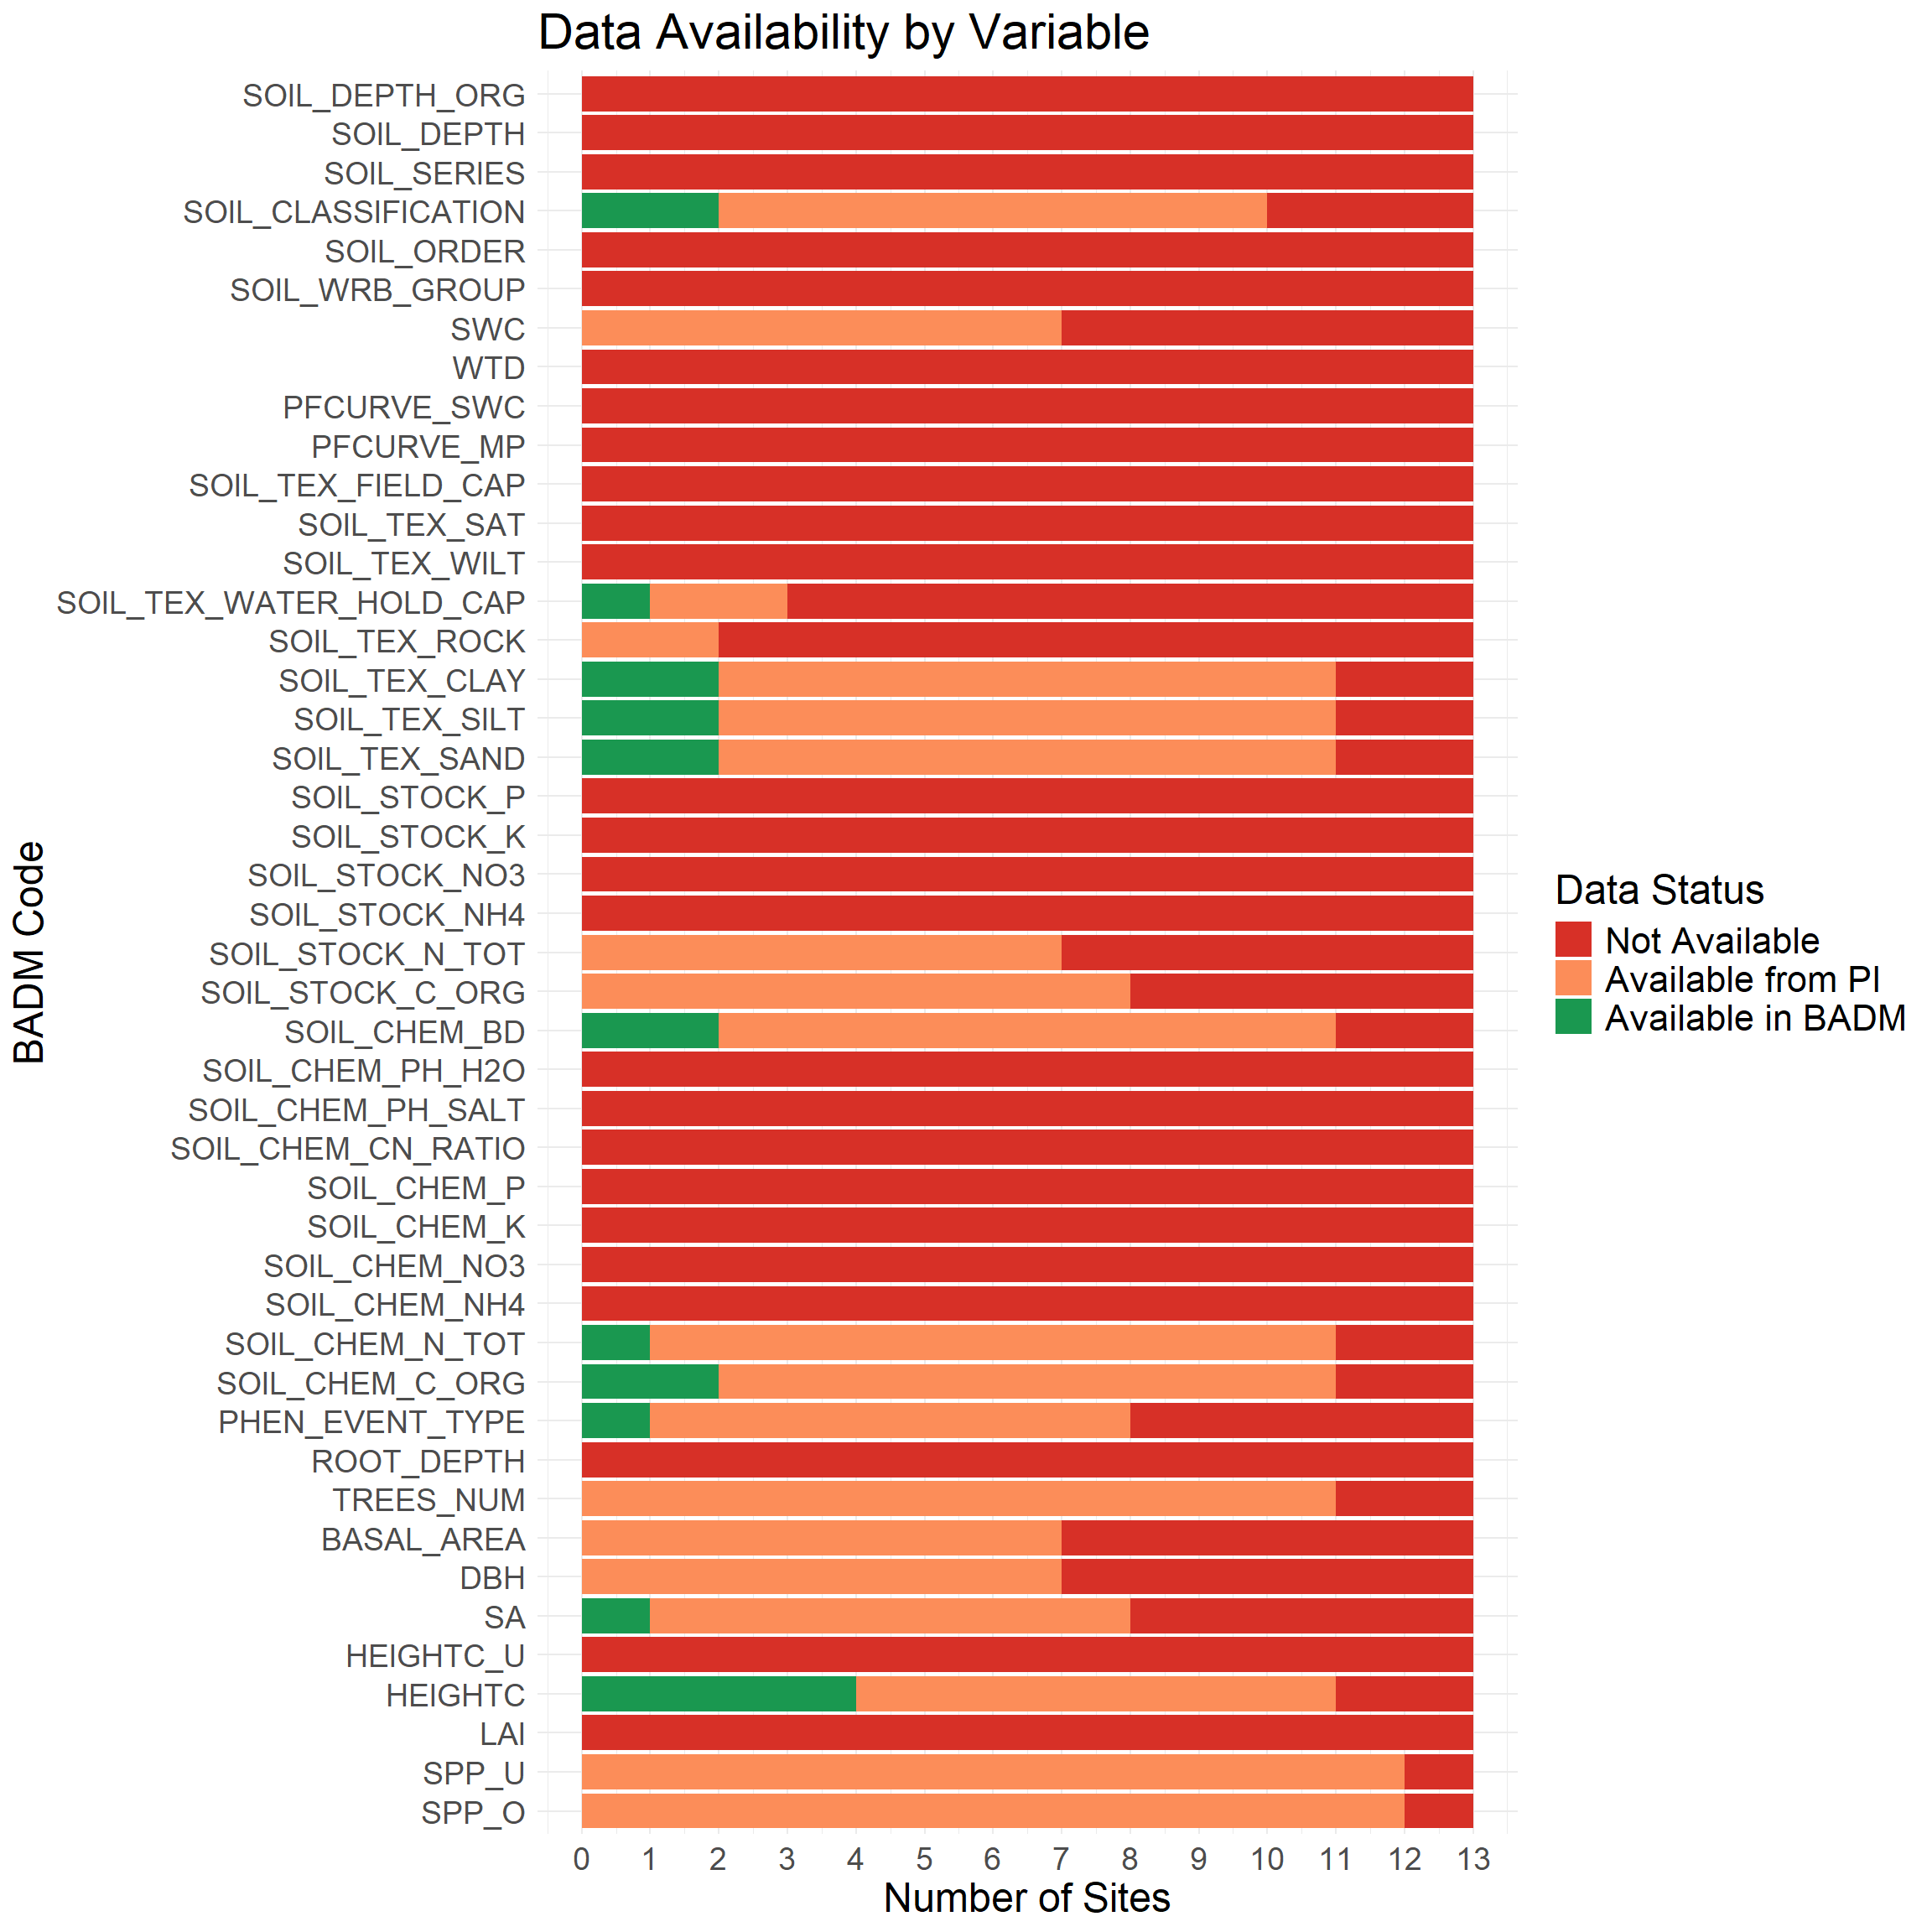 Data Availability by Variable
BADM Code
SOIL_DEPTH_ORG
SOIL_DEPTH
SOIL_SERIES
SOIL_CLASSIFICATION
SOIL_ORDER
SOIL_WRB_GROUP
SWC
WTD
PFCURVE_SWC
PFCURVE_MP
SOIL_TEX_FIELD_CAP
SOIL_TEX_SAT
SOIL_TEX_WILT
SOIL_TEX_WATER_HOLD_CAP
SOIL_TEX_ROCK
SOIL_TEX_CLAY
SOIL_TEX_SILT
SOIL_TEX_SAND
SOIL_STOCK_P
SOIL_STOCK_K
SOIL_STOCK_NO3
SOIL_STOCK_NH4
SOIL_STOCK_N_TOT
SOIL_STOCK_C_ORG
SOIL_CHEM_BD
SOIL_CHEM_PH_H2O
SOIL_CHEM_PH_SALT
SOIL_CHEM_CN_RATIO
SOIL_CHEM_P
SOIL_CHEM_K
SOIL_CHEM_NO3
SOIL_CHEM_NH4
SOIL_CHEM_N_TOT
SOIL_CHEM_C_ORG
PHEN_EVENT_TYPE
ROOT_DEPTH
TREES_NUM
BASAL_AREA
DBH
SA
HEIGHTC_U
HEIGHTC
LAI
SPP_U
SPP_O
0 1 2 3 4 5 6 7 8 9 10 11 12 13
Number of Sites
Data Status
Not Available
Available from PI
Available in BADM